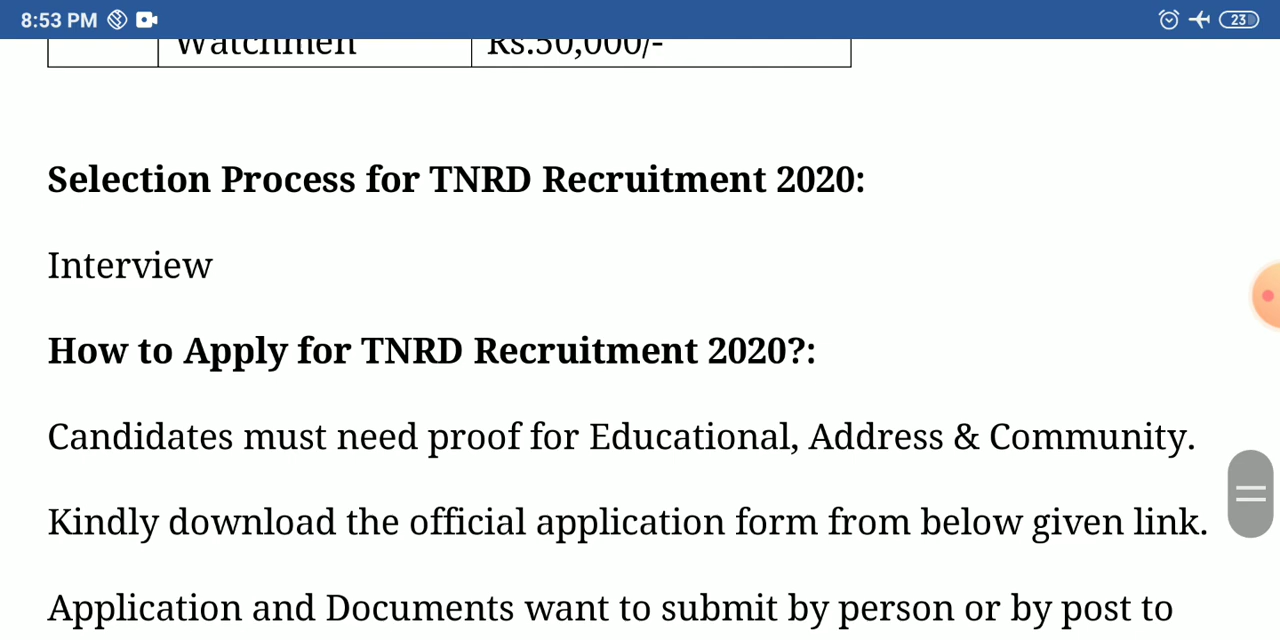 8:53 PM 23
Watchmen Rs.50,000/-
Selection Process for TNRD Recruitment 2020:
Interview
How to Apply for TNRD Recruitment 2020?:
Candidates must need proof for Educational, Address & Community.
Kindly download the official application form from below given link.
Application and Documents want to submit by person or by post to